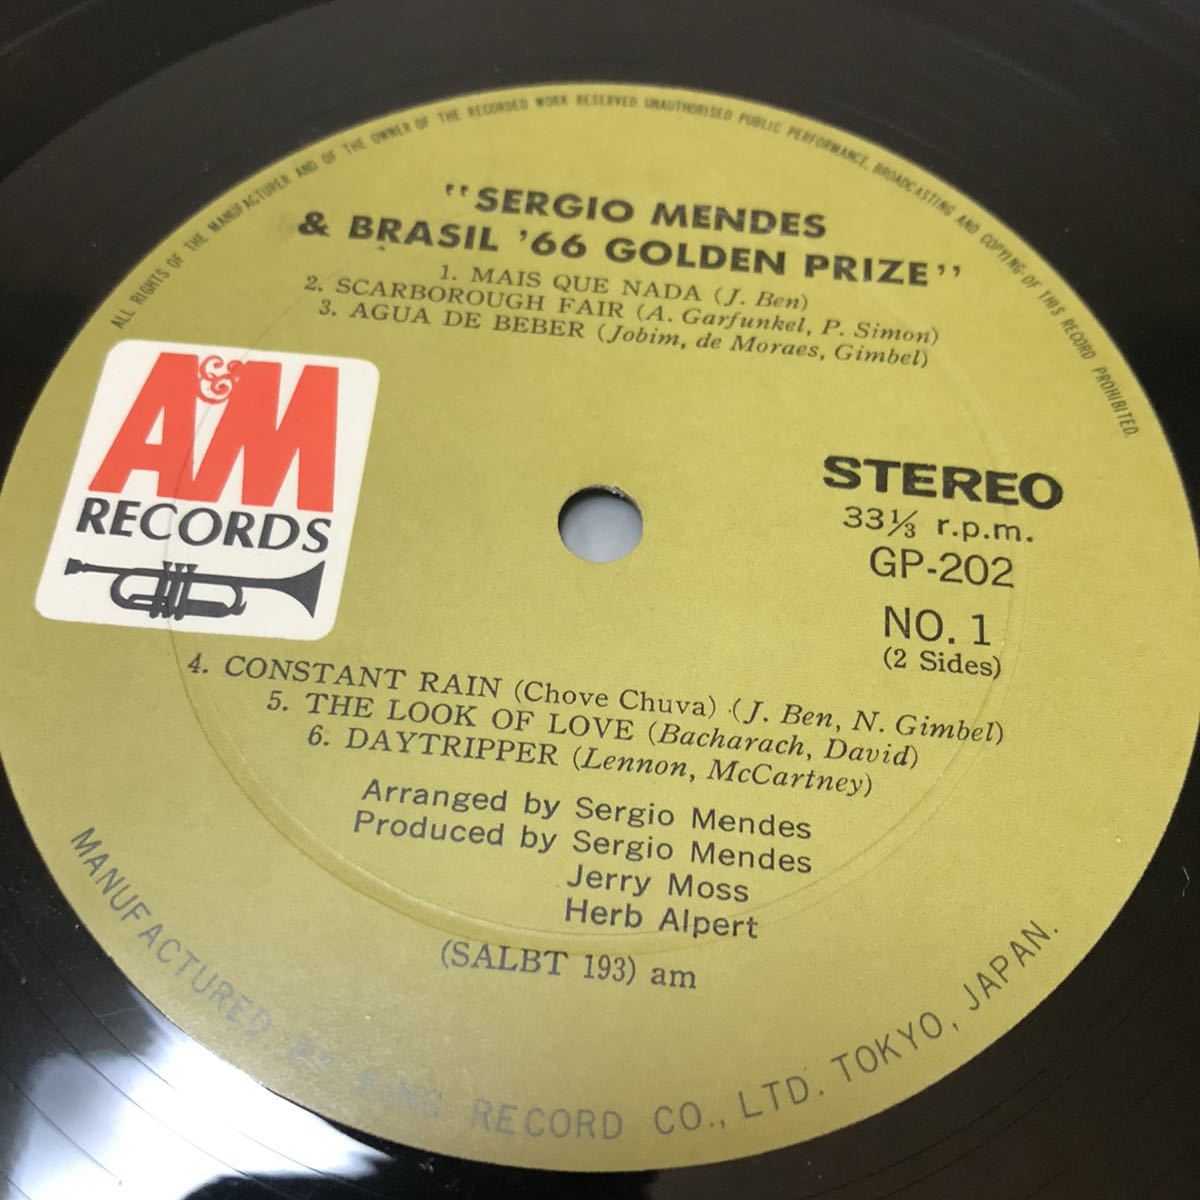 ALL RIGHTS OF THE MANUFACTURER AND OF THE OWNER OF THE RECORDED WORK RESERVED. UNAUTHORISED PUBLIC PERFORMANCE, BROADCASTING AND COPYING OF THIS RECORD PROHIBITED.
"SERGIO MENDES
& BRASIL '66 GOLDEN PRIZE"
1. MAIS QUE NADA (J. Ben)
2. SCARBOROUGH FAIR (A. Garfunkel, P. Simon)
3. AGUA DE BEBER (Jobim, de Moraes, Gimbel)
A&M
RECORDS
STEREO
33⅓ r.p.m.
GP-202
NO. 1
(2 Sides)
4. CONSTANT RAIN (Chove Chuva) (J. Ben, N. Gimbel)
5. THE LOOK OF LOVE (Bacharach, David)
6. DAYTRIPPER (Lennon, McCartney)
Arranged by Sergio Mendes
Produced by Sergio Mendes
Jerry Moss
Herb Alpert
(SALBT 193) am
MANUFACTURED BY KING RECORD CO., LTD. TOKYO, JAPAN.